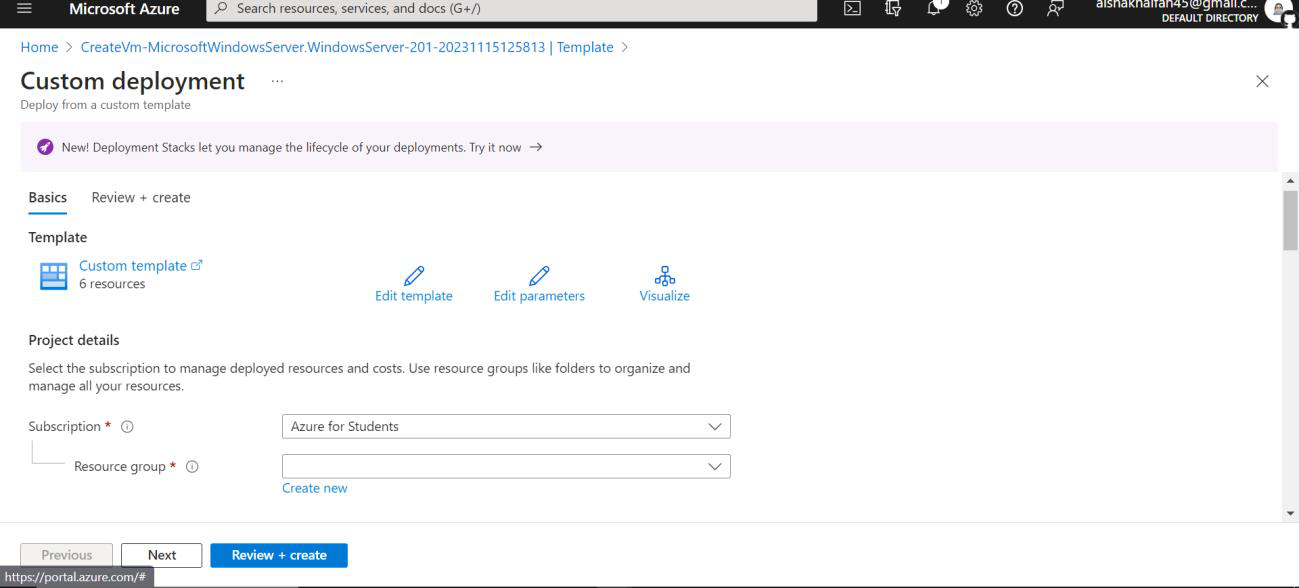 Microsoft Azure
Search resources, services, and docs (G+/)
1
aishakhalfan45@gmail.c...
DEFAULT DIRECTORY
Home > CreateVm-MicrosoftWindowsServer.WindowsServer-201-20231115125813 | Template >
Custom deployment ...
Deploy from a custom template
New! Deployment Stacks let you manage the lifecycle of your deployments. Try it now →
Basics
Review + create
Template
Custom template
6 resources
Edit template
Edit parameters
Visualize
Project details
Select the subscription to manage deployed resources and costs. Use resource groups like folders to organize and
manage all your resources.
Subscription *
Azure for Students
Resource group *
Create new
Previous
Next
Review + create
https://portal.azure.com/#